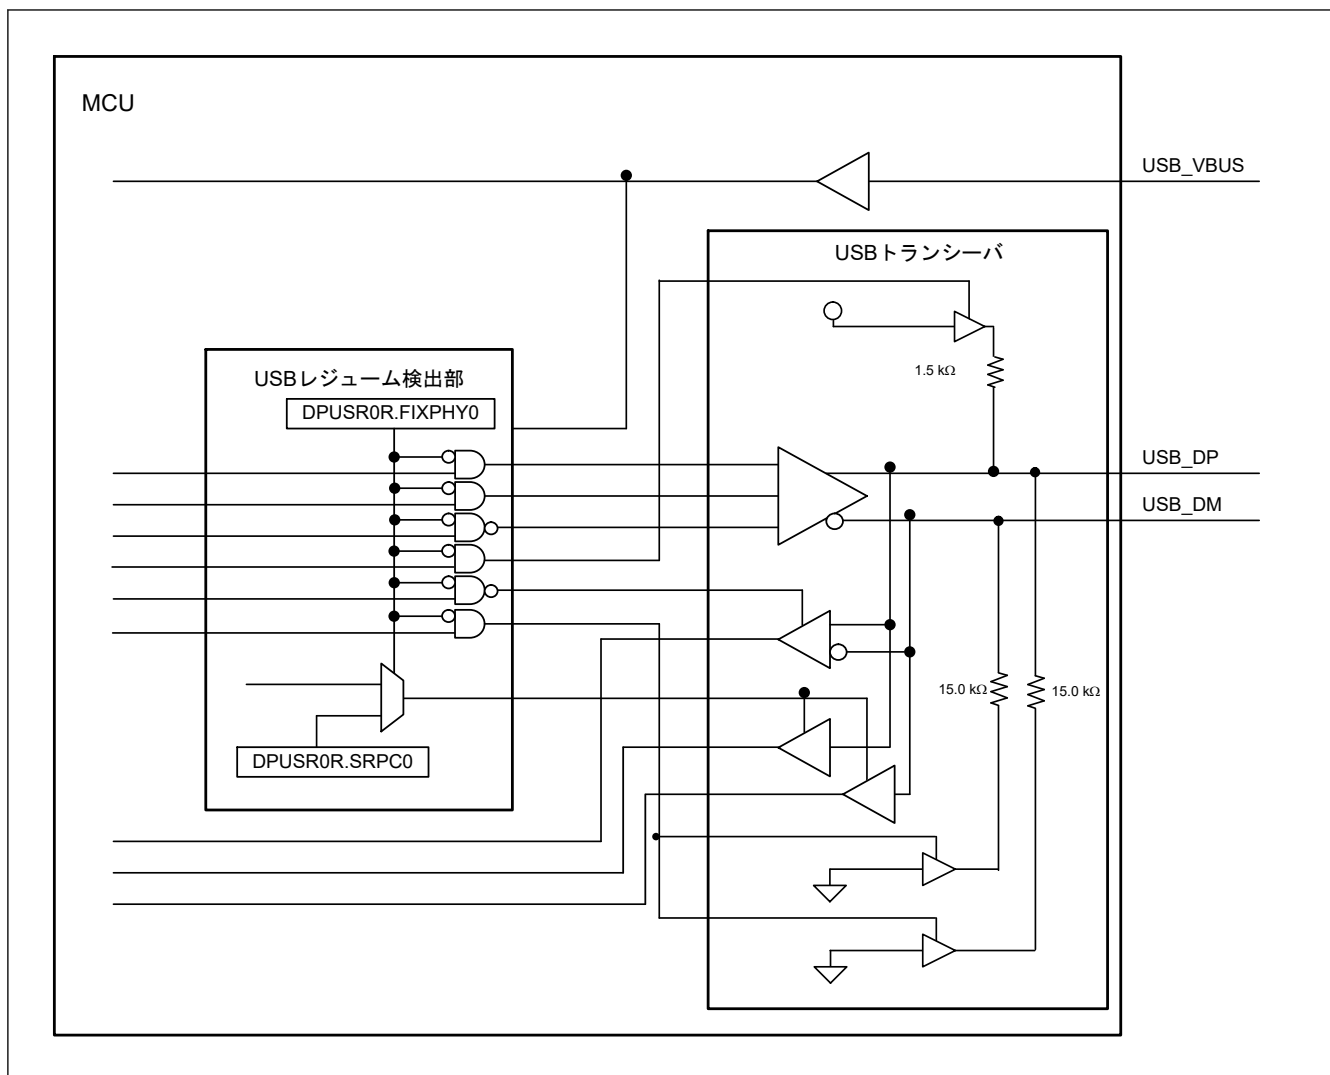 MCU
USB_VBUS
USBトランシーバ
1.5 kΩ
USBレジューム検出部
DPUSR0R.FIXPHY0
USB_DP
USB_DM
15.0 kΩ
15.0 kΩ
DPUSR0R.SRPC0